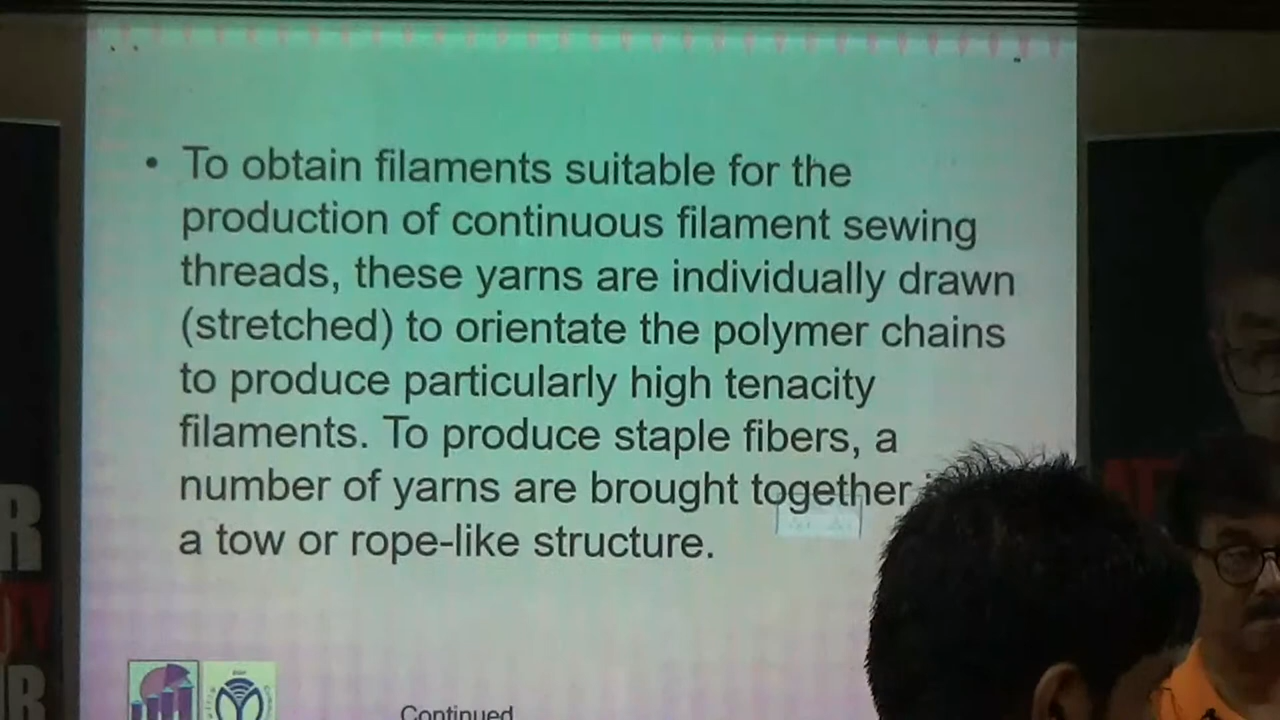 • To obtain filaments suitable for the
production of continuous filament sewing
threads, these yarns are individually drawn
(stretched) to orientate the polymer chains
to produce particularly high tenacity
filaments. To produce staple fibers, a
number of yarns are brought together
a tow or rope-like structure.
Continued
R
R